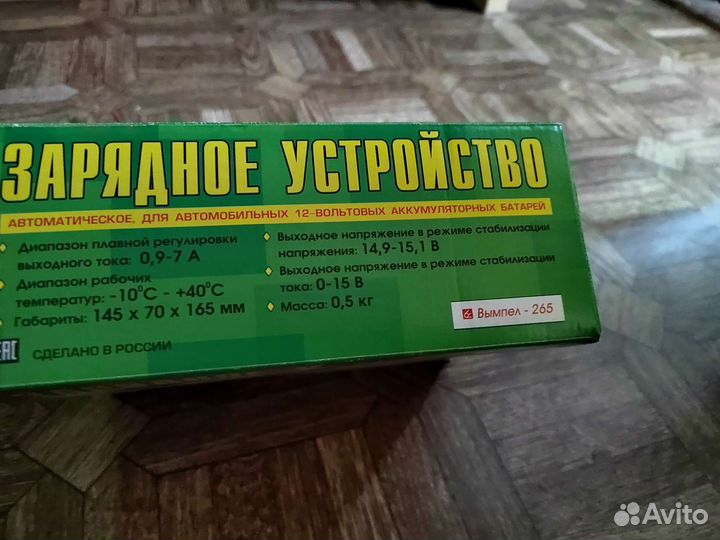 ЗАРЯДНОЕ УСТРОЙСТВО
АВТОМАТИЧЕСКОЕ, ДЛЯ АВТОМОБИЛЬНЫХ 12-ВОЛЬТОВЫХ АККУМУЛЯТОРНЫХ БАТАРЕЙ
Диапазон плавной регулировки
выходного тока: 0,9-7 А
Диапазон рабочих
температур: -10°С - +40°С
Габариты: 145 х 70 х 165 мм
Выходное напряжение в режиме стабилизации
напряжения: 14,9-15,1 В
Выходное напряжение в режиме стабилизации
тока: 0-15 В
Масса: 0,5 кг
Вымпел - 265
EAC СДЕЛАНО В РОССИИ
Avito